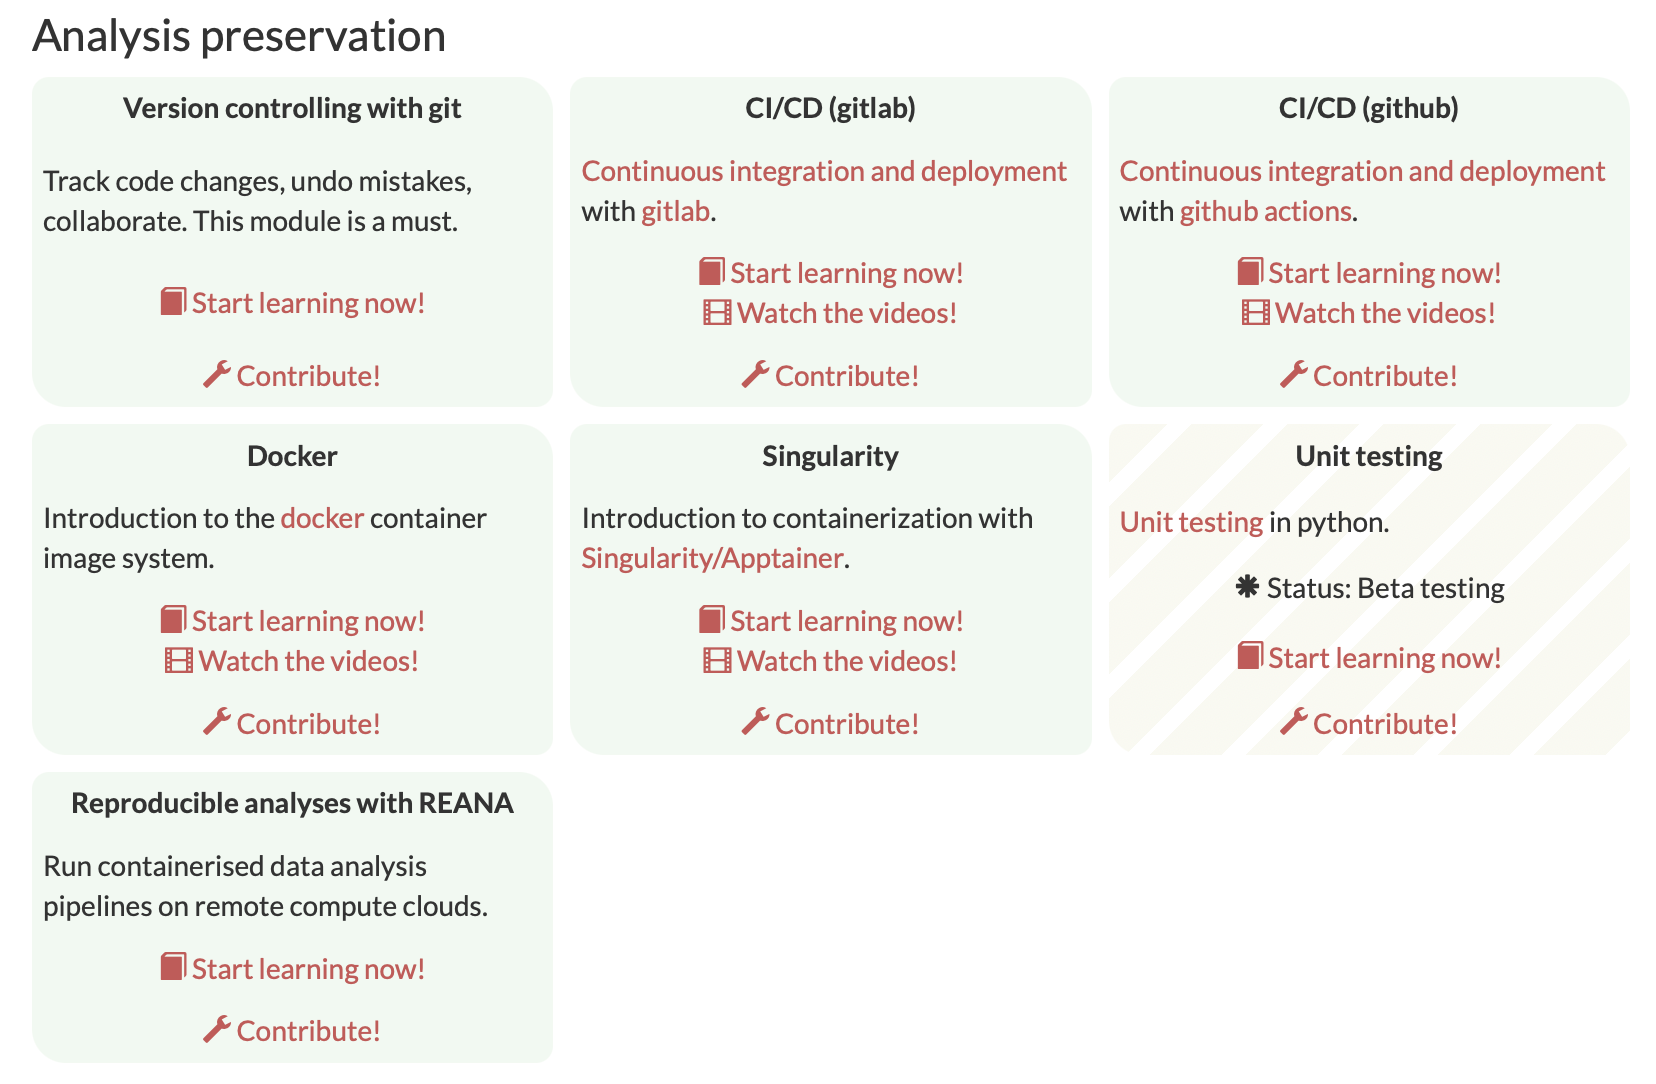 Analysis preservation
Version controlling with git
Track code changes, undo mistakes,
collaborate. This module is a must.
Start learning now!
Contribute!
CI/CD (gitlab)
Continuous integration and deployment
with gitlab.
Start learning now!
Watch the videos!
Contribute!
CI/CD (github)
Continuous integration and deployment
with github actions.
Start learning now!
Watch the videos!
Contribute!
Docker
Introduction to the docker container
image system.
Start learning now!
Watch the videos!
Contribute!
Singularity
Introduction to containerization with
Singularity/Apptainer.
Start learning now!
Watch the videos!
Contribute!
Unit testing
Unit testing in python.
Status: Beta testing
Start learning now!
Contribute!
Reproducible analyses with REANA
Run containerised data analysis
pipelines on remote compute clouds.
Start learning now!
Contribute!